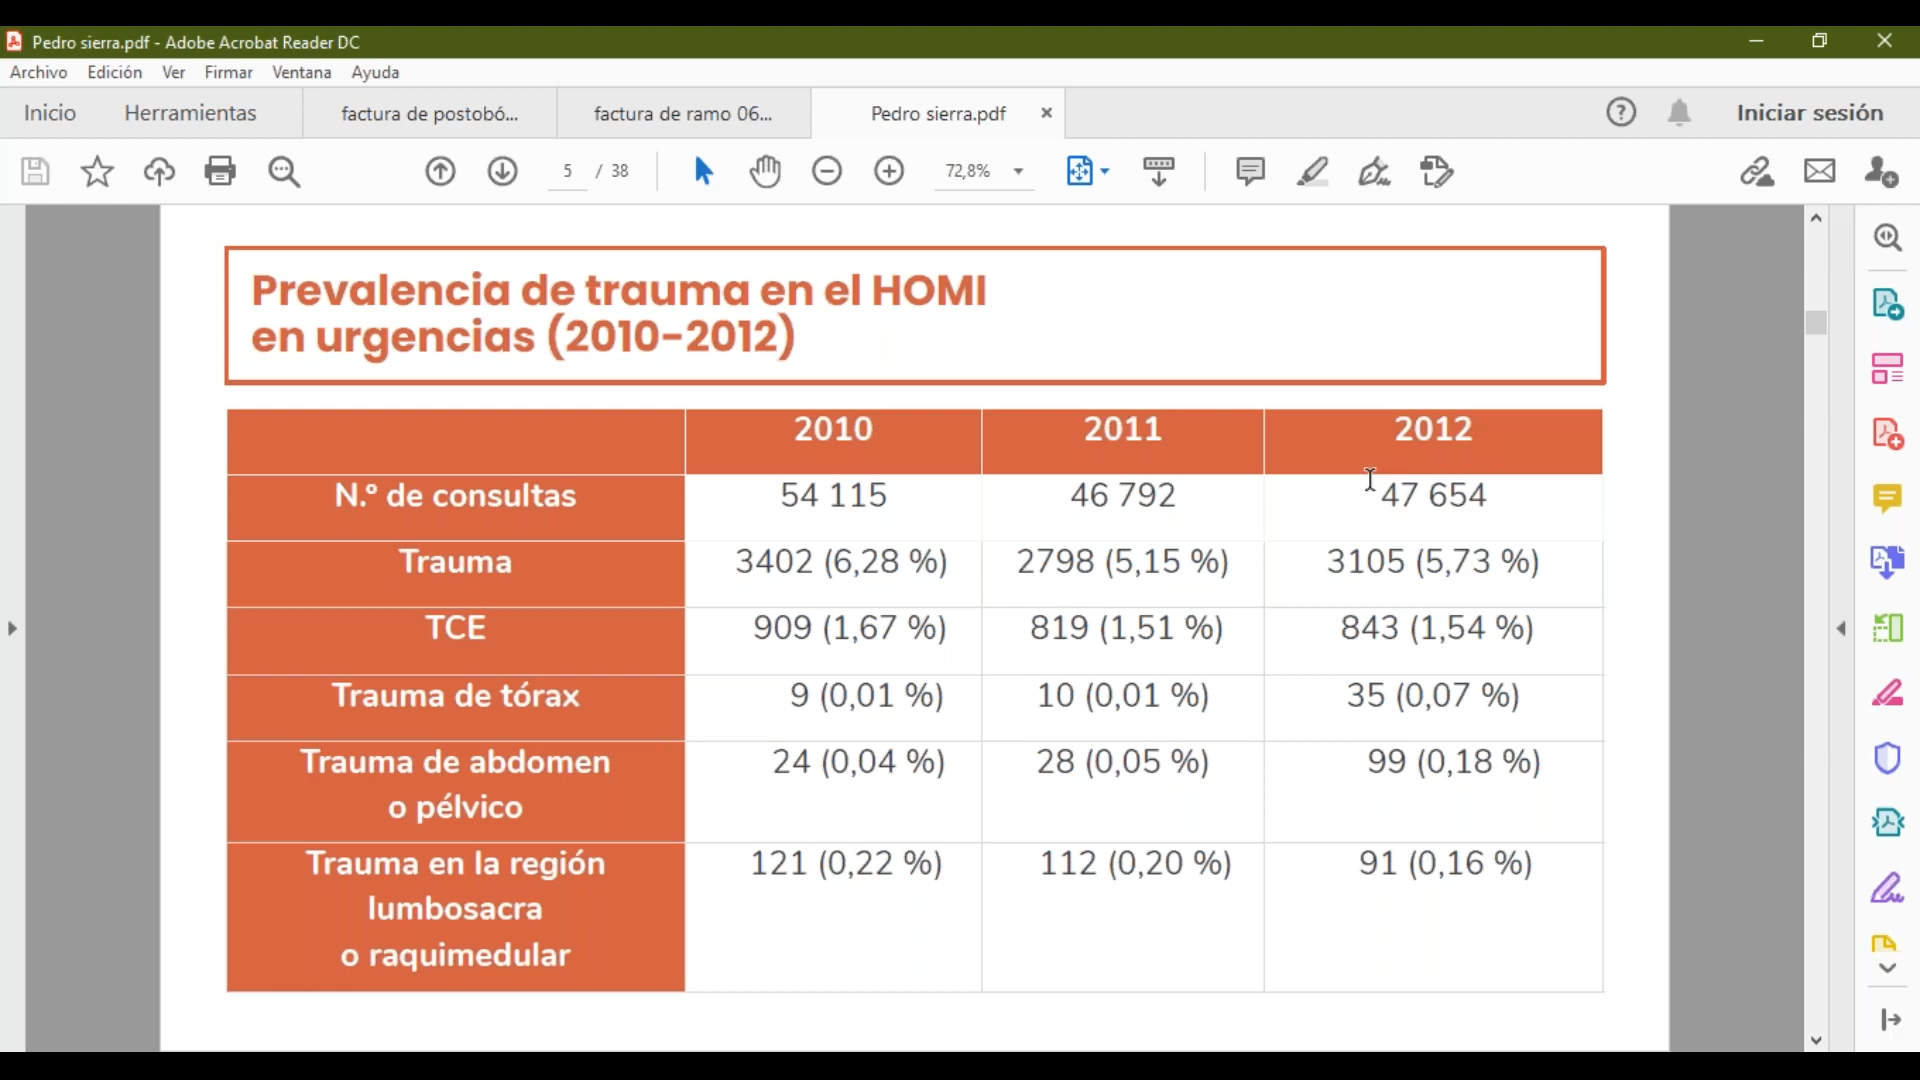 Pedro sierra.pdf - Adobe Acrobat Reader DC
Archivo Edición Ver Firmar Ventana Ayuda
Inicio Herramientas factura de postobó... factura de ramo 06... Pedro sierra.pdf Iniciar sesión
5 / 38 72,8%
Prevalencia de trauma en el HOMI
en urgencias (2010-2012)
2010 2011 2012
N.º de consultas 54 115 46 792 47 654
Trauma 3402 (6,28 %) 2798 (5,15 %) 3105 (5,73 %)
TCE 909 (1,67 %) 819 (1,51 %) 843 (1,54 %)
Trauma de tórax 9 (0,01 %) 10 (0,01 %) 35 (0,07 %)
Trauma de abdomen 24 (0,04 %) 28 (0,05 %) 99 (0,18 %)
o pélvico
Trauma en la región 121 (0,22 %) 112 (0,20 %) 91 (0,16 %)
lumbosacra
o raquimedular